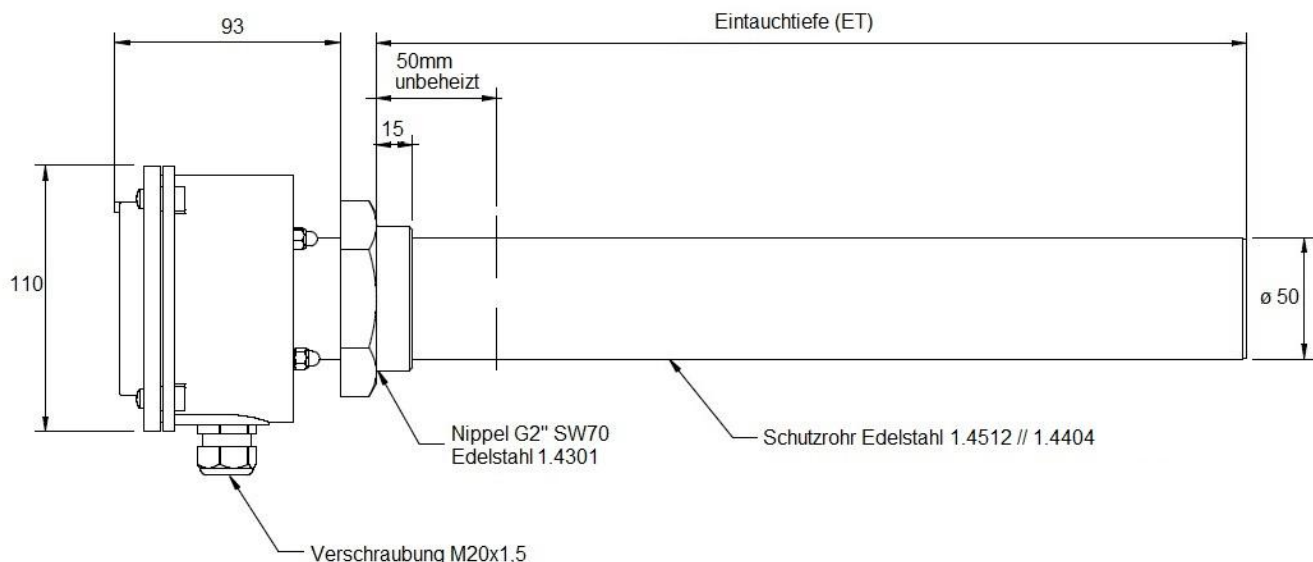 93
Eintauchtiefe (ET)
50mm
unbeheizt
15
110
ø 50
Nippel G2" SW70
Edelstahl 1.4301
Schutzrohr Edelstahl 1.4512 // 1.4404
Verschraubung M20x1,5